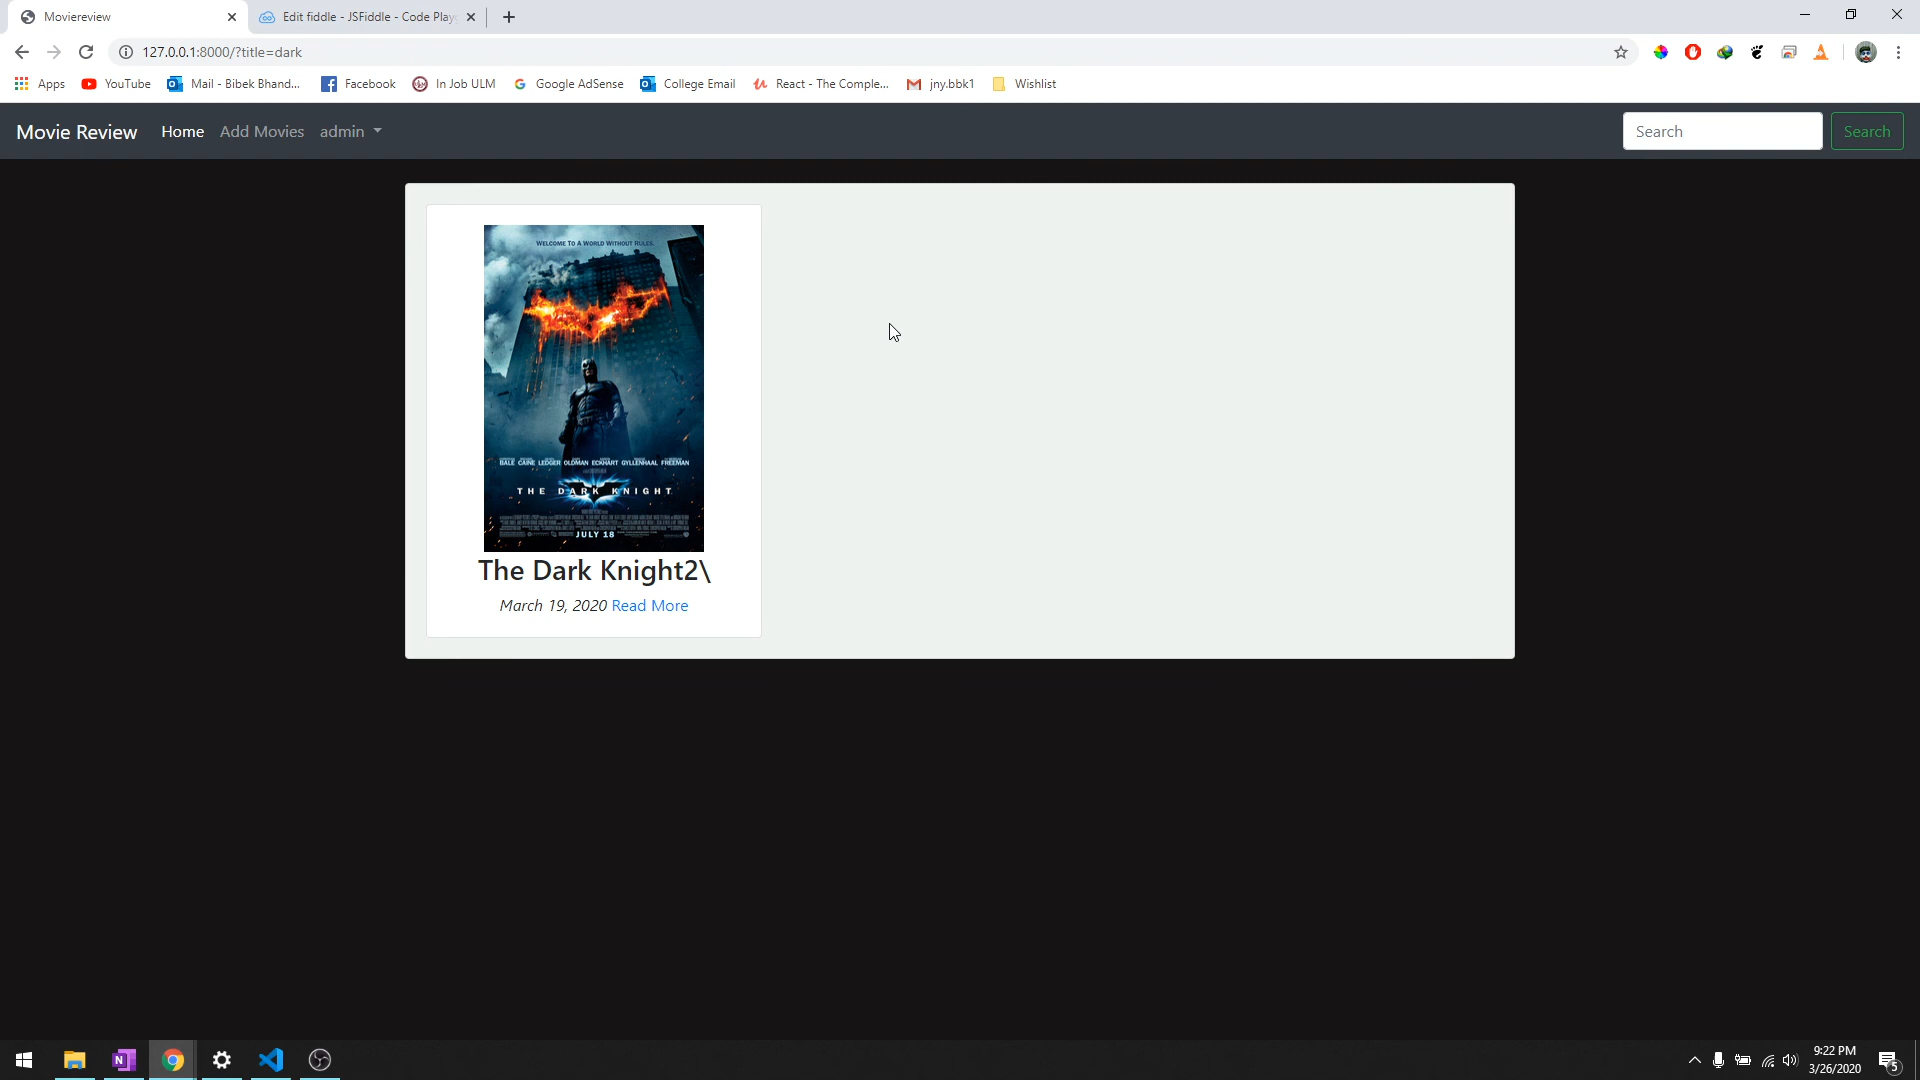 Moviereview
Edit fiddle - JSFiddle - Code Play
127.0.0.1:8000/?title=dark
Apps YouTube Mail - Bibek Bhand... Facebook In Job ULM Google AdSense College Email React - The Comple... jny.bbk1 Wishlist
Movie Review Home Add Movies admin Search Search
WELCOME TO A WORLD WITHOUT RULES.
BALE CAINE LEDGER OLDMAN ECKHART GYLLENHAAL FREEMAN
THE DARK KNIGHT
JULY 18
The Dark Knight2\
March 19, 2020 Read More
9:22 PM
3/26/2020
5